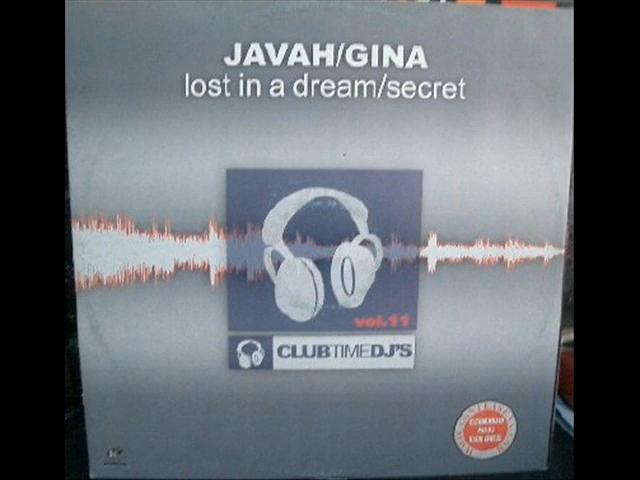 JAVAH/GINA
lost in a dream/secret
vol.11
CLUBTIMEDJ'S